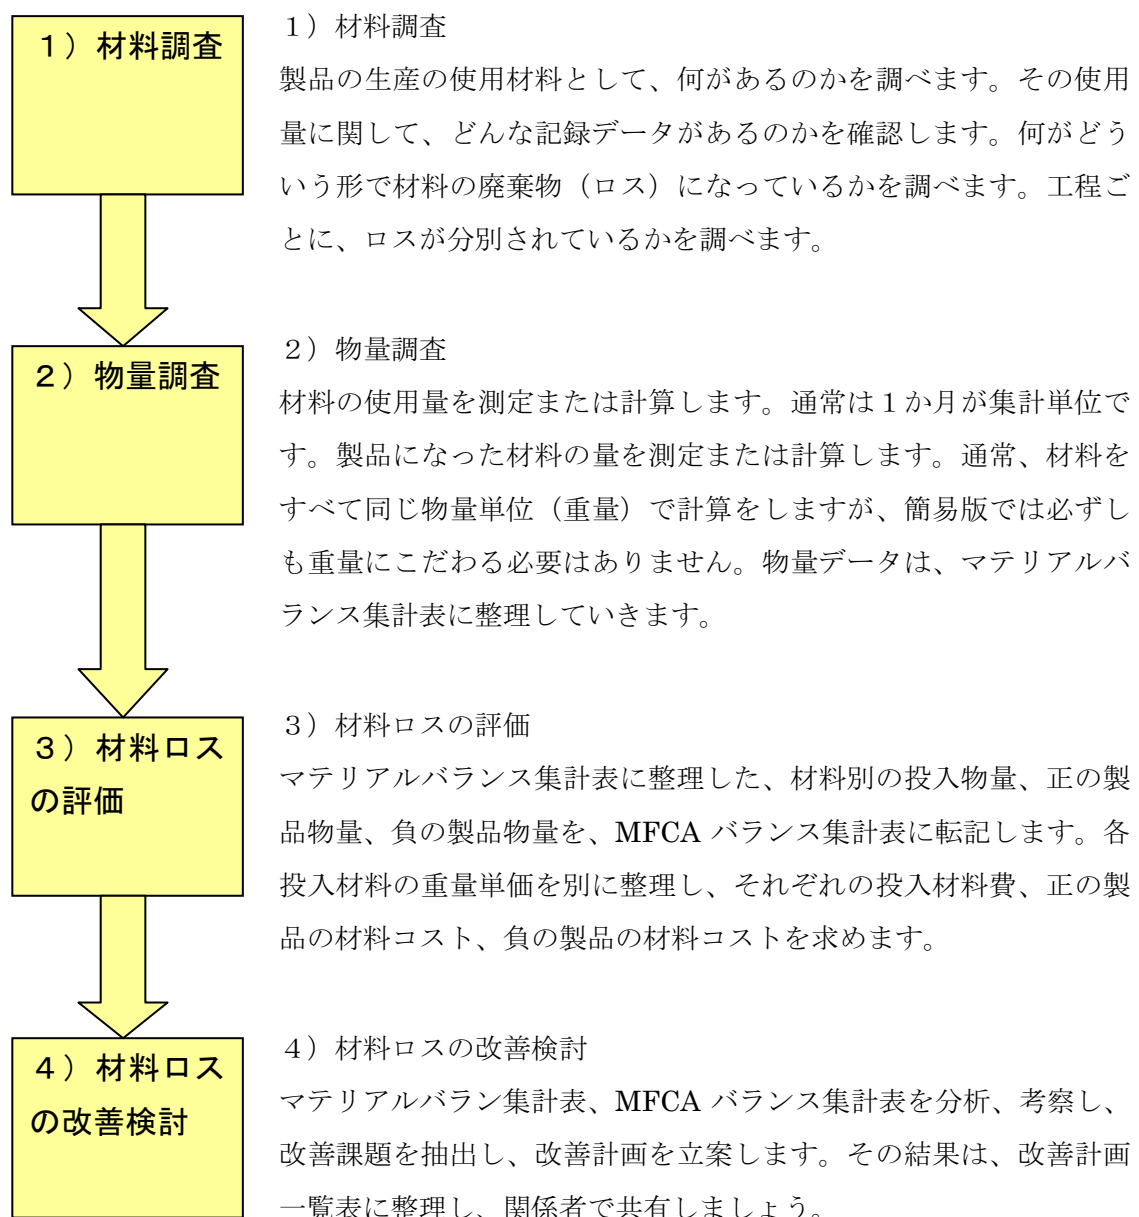 １）材料調査
１）材料調査
製品の生産の使用材料として、何があるのかを調べます。その使用
量に関して、どんな記録データがあるのかを確認します。何がどう
いう形で材料の廃棄物（ロス）になっているかを調べます。工程ご
とに、ロスが分別されているかを調べます。
２）物量調査
２）物量調査
材料の使用量を測定または計算します。通常は１か月が集計単位で
す。製品になった材料の量を測定または計算します。通常、材料を
すべて同じ物量単位（重量）で計算をしますが、簡易版では必ずし
も重量にこだわる必要はありません。物量データは、マテリアルバ
ランス集計表に整理していきます。
３）材料ロス
の評価
３）材料ロスの評価
マテリアルバランス集計表に整理した、材料別の投入物量、正の製
品物量、負の製品物量を、MFCA バランス集計表に転記します。各
投入材料の重量単価を別に整理し、それぞれの投入材料費、正の製
品の材料コスト、負の製品の材料コストを求めます。
４）材料ロス
の改善検討
４）材料ロスの改善検討
マテリアルバラン集計表、MFCA バランス集計表を分析、考察し、
改善課題を抽出し、改善計画を立案します。その結果は、改善計画
一覧表に整理し、関係者で共有しましょう。